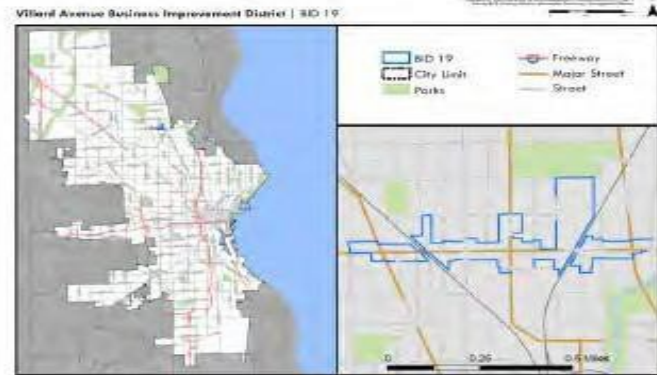 Villard Avenue Business Improvement District | BID 19
BID 19
City Limit
Parks
Freeway
Major Street
Street
0 0.25 0.5 Miles